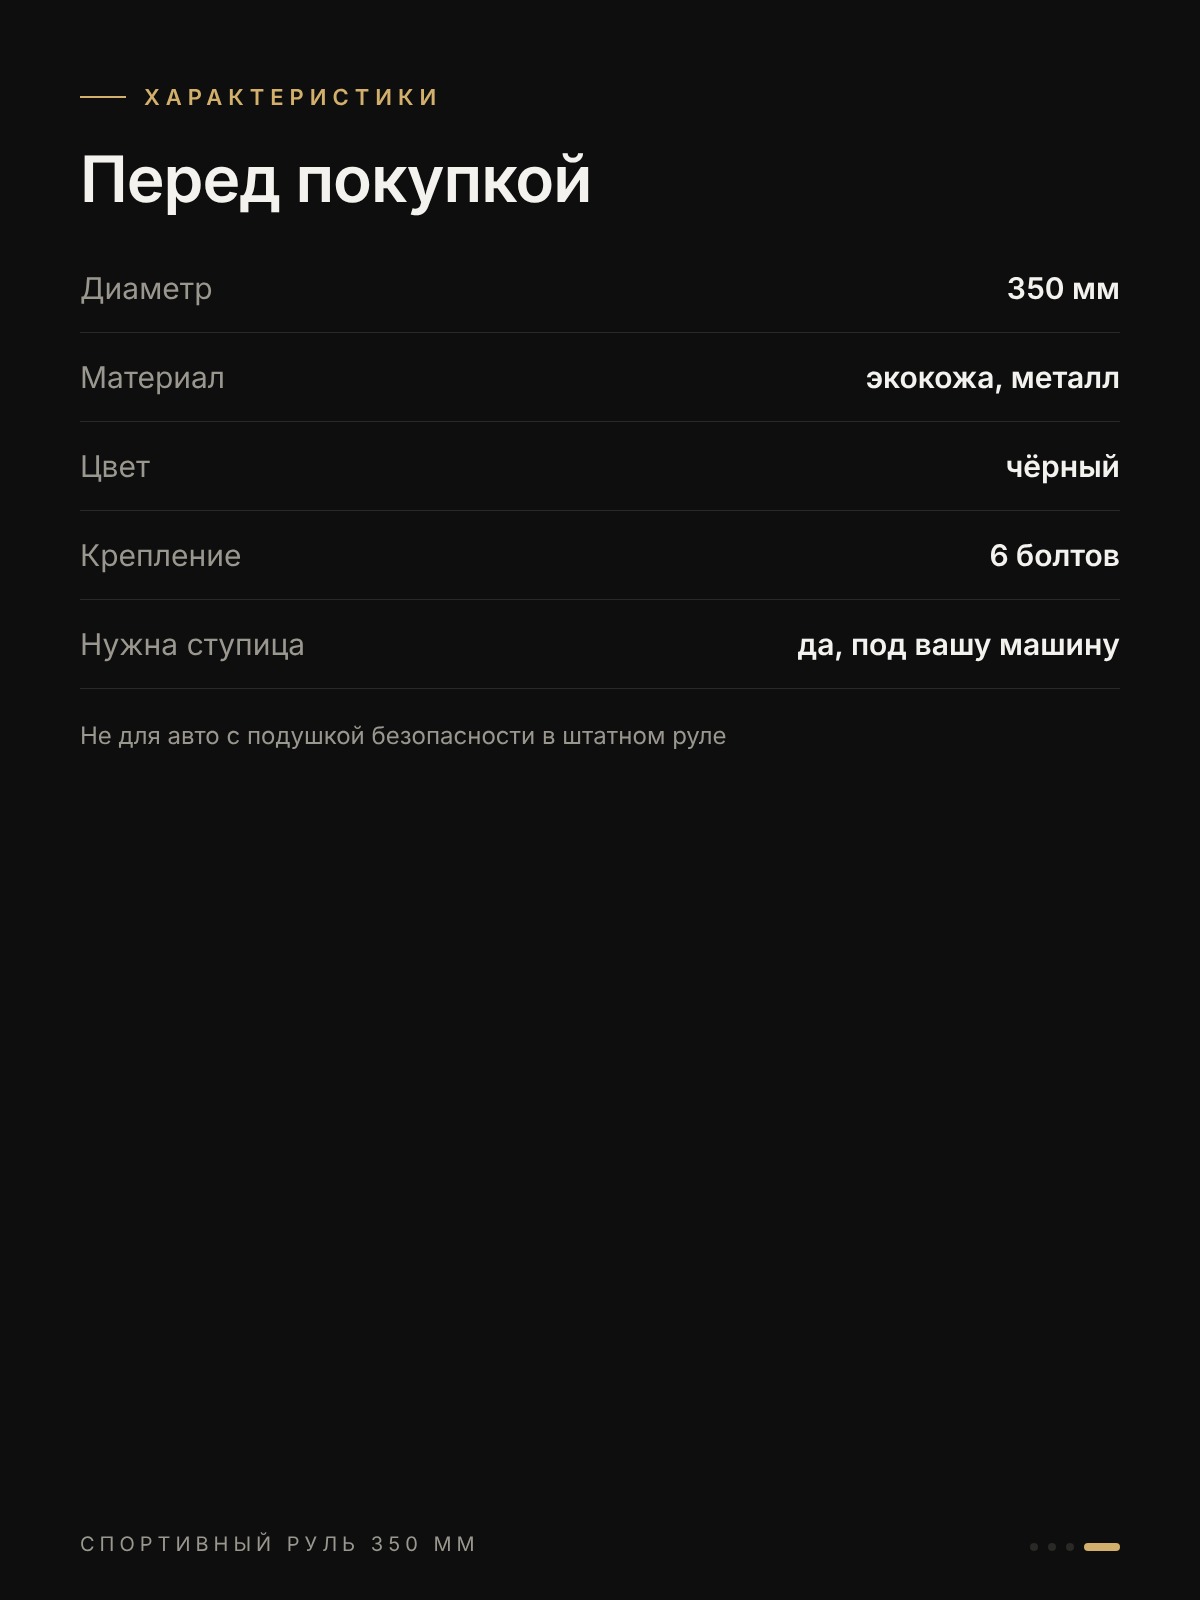 ХАРАКТЕРИСТИКИ
Перед покупкой
Диаметр 350 мм
Материал экокожа, металл
Цвет чёрный
Крепление 6 болтов
Нужна ступица да, под вашу машину
Не для авто с подушкой безопасности в штатном руле
СПОРТИВНЫЙ РУЛЬ 350 ММ